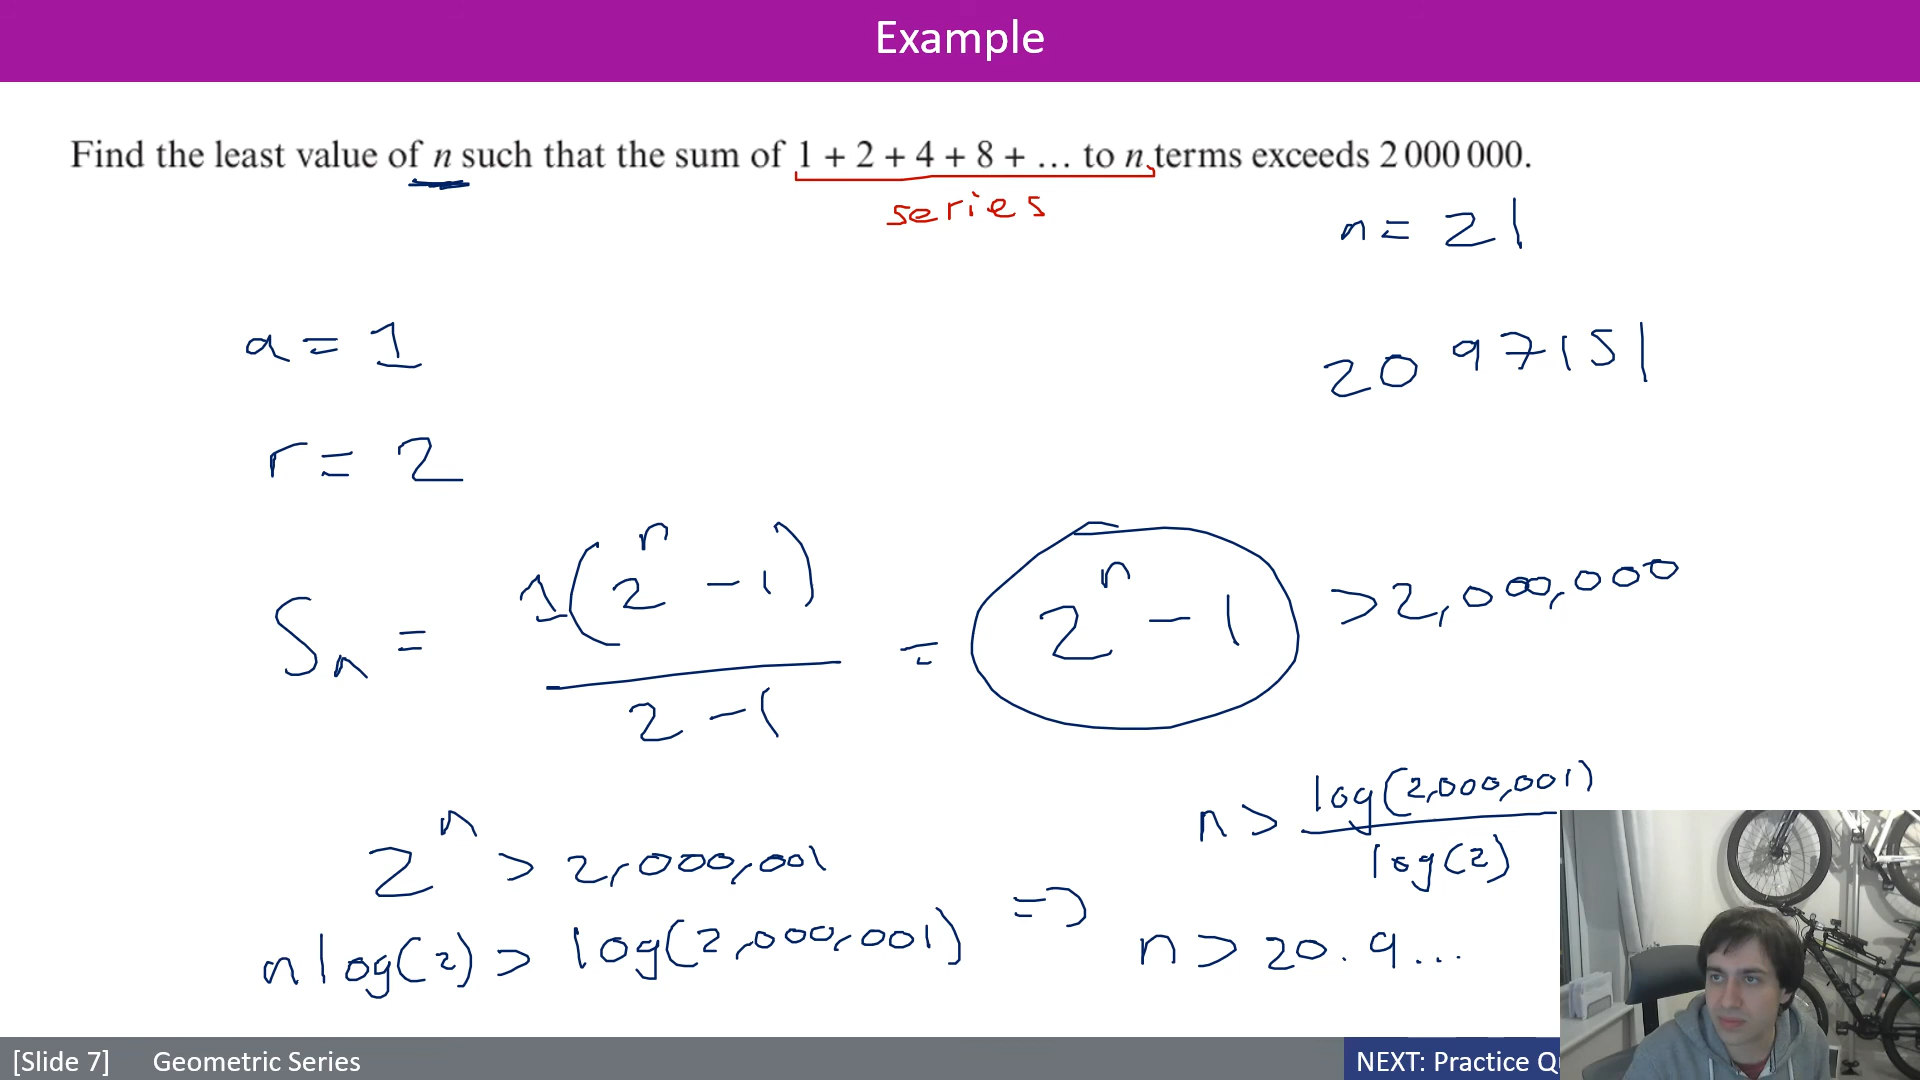 Example
Find the least value of n such that the sum of 1 + 2 + 4 + 8 + … to n terms exceeds 2 000 000.
series
n = 21
a = 1
2097151
r = 2
Sn = 1(2^n - 1) / 2 - 1 = 2^n - 1 > 2,000,000
2^n > 2,000,001
n log(2) > log(2,000,001) =>
n > log(2,000,001) / log(2)
n > 20.9...
[Slide 7] Geometric Series
NEXT: Practice Q